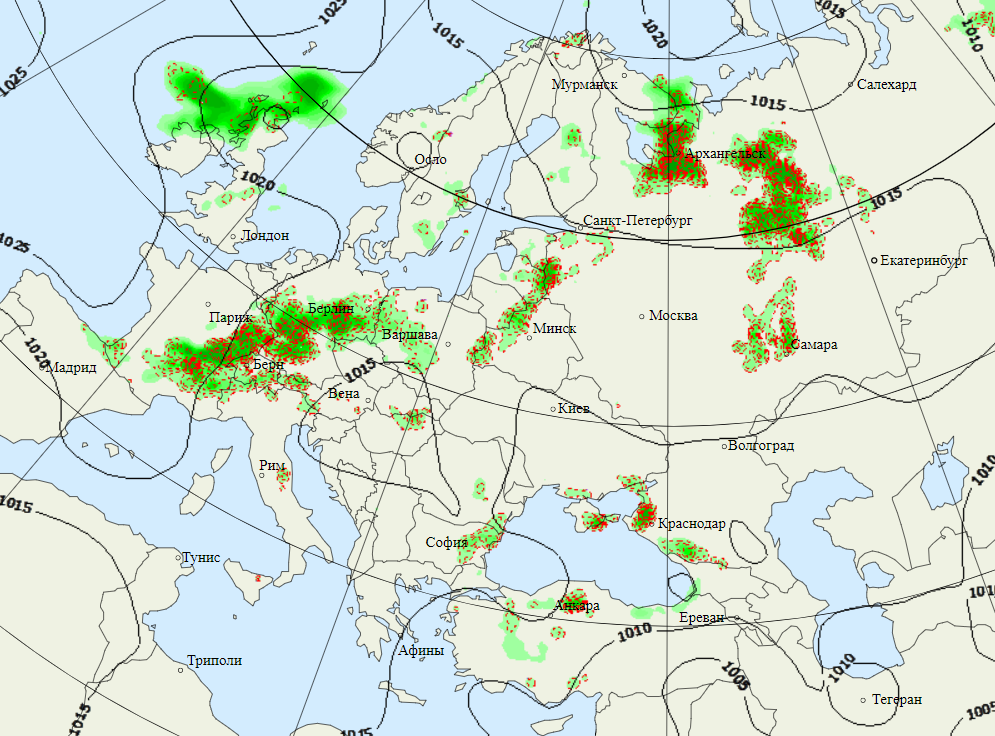 1025
1015
1020
1015
1010
1025
Мурманск
Салехард
1015
Архангельск
Осло
1020
1015
Санкт-Петербург
Лондон
1025
Екатеринбург
Берлин
Париж
Москва
Минск
Варшава
1020
Мадрид
Берн
Самара
1015
Вена
Киев
Волгоград
Рим
1010
1015
Краснодар
София
Тунис
101
Анкара
Ереван
1010
Афины
Триполи
1010
1005
Тегеран
1005
1015
1015